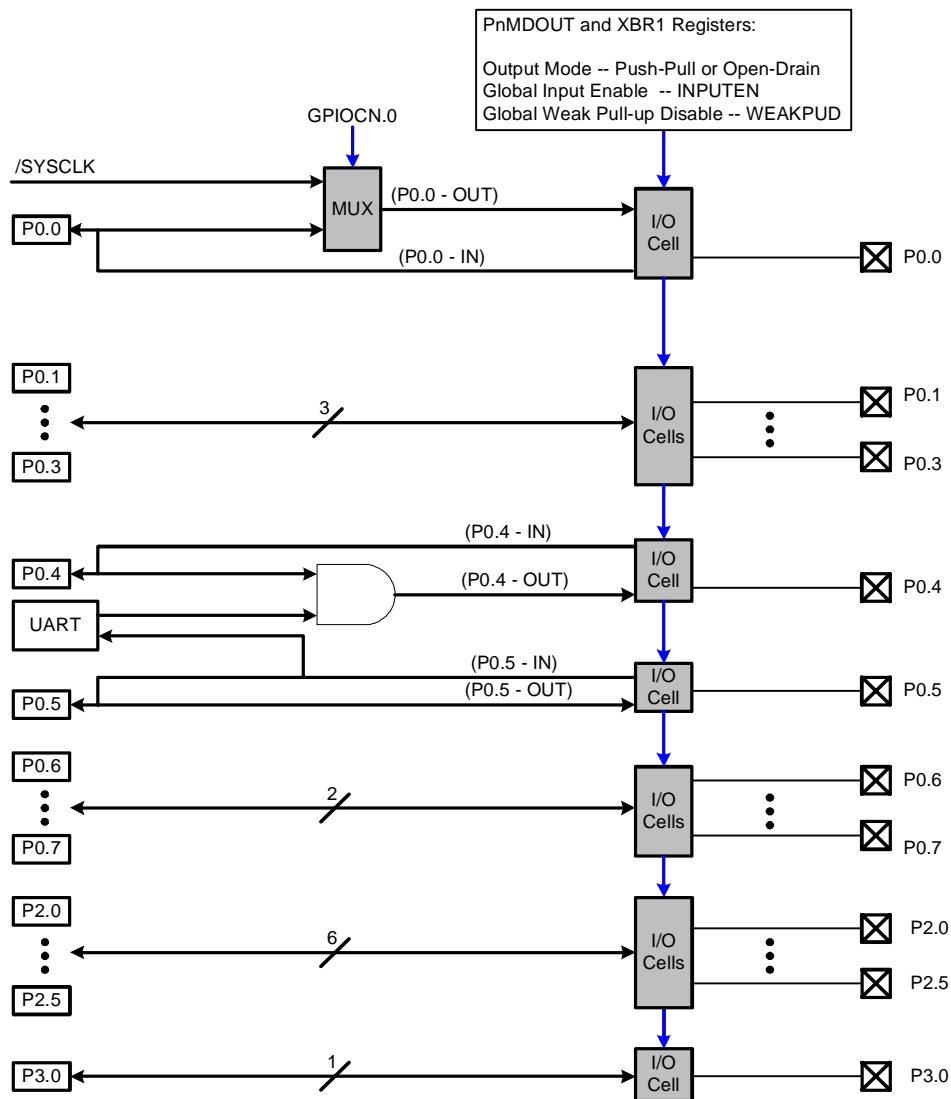 PnMDOUT and XBR1 Registers:
Output Mode -- Push-Pull or Open-Drain
Global Input Enable -- INPUTEN
Global Weak Pull-up Disable -- WEAKPUD
GPIOCN.0
/SYSCLK
MUX
(P0.0 - OUT)
I/O
Cell
P0.0
(P0.0 - IN)
P0.0
P0.1
P0.3
3
I/O
Cells
P0.1
P0.3
(P0.4 - IN)
I/O
Cell
P0.4
(P0.4 - OUT)
P0.4
UART
(P0.5 - IN)
P0.5
(P0.5 - OUT)
I/O
Cell
P0.5
P0.6
P0.7
2
I/O
Cells
P0.6
P0.7
P2.0
P2.5
6
I/O
Cells
P2.0
P2.5
P3.0
1
I/O
Cell
P3.0